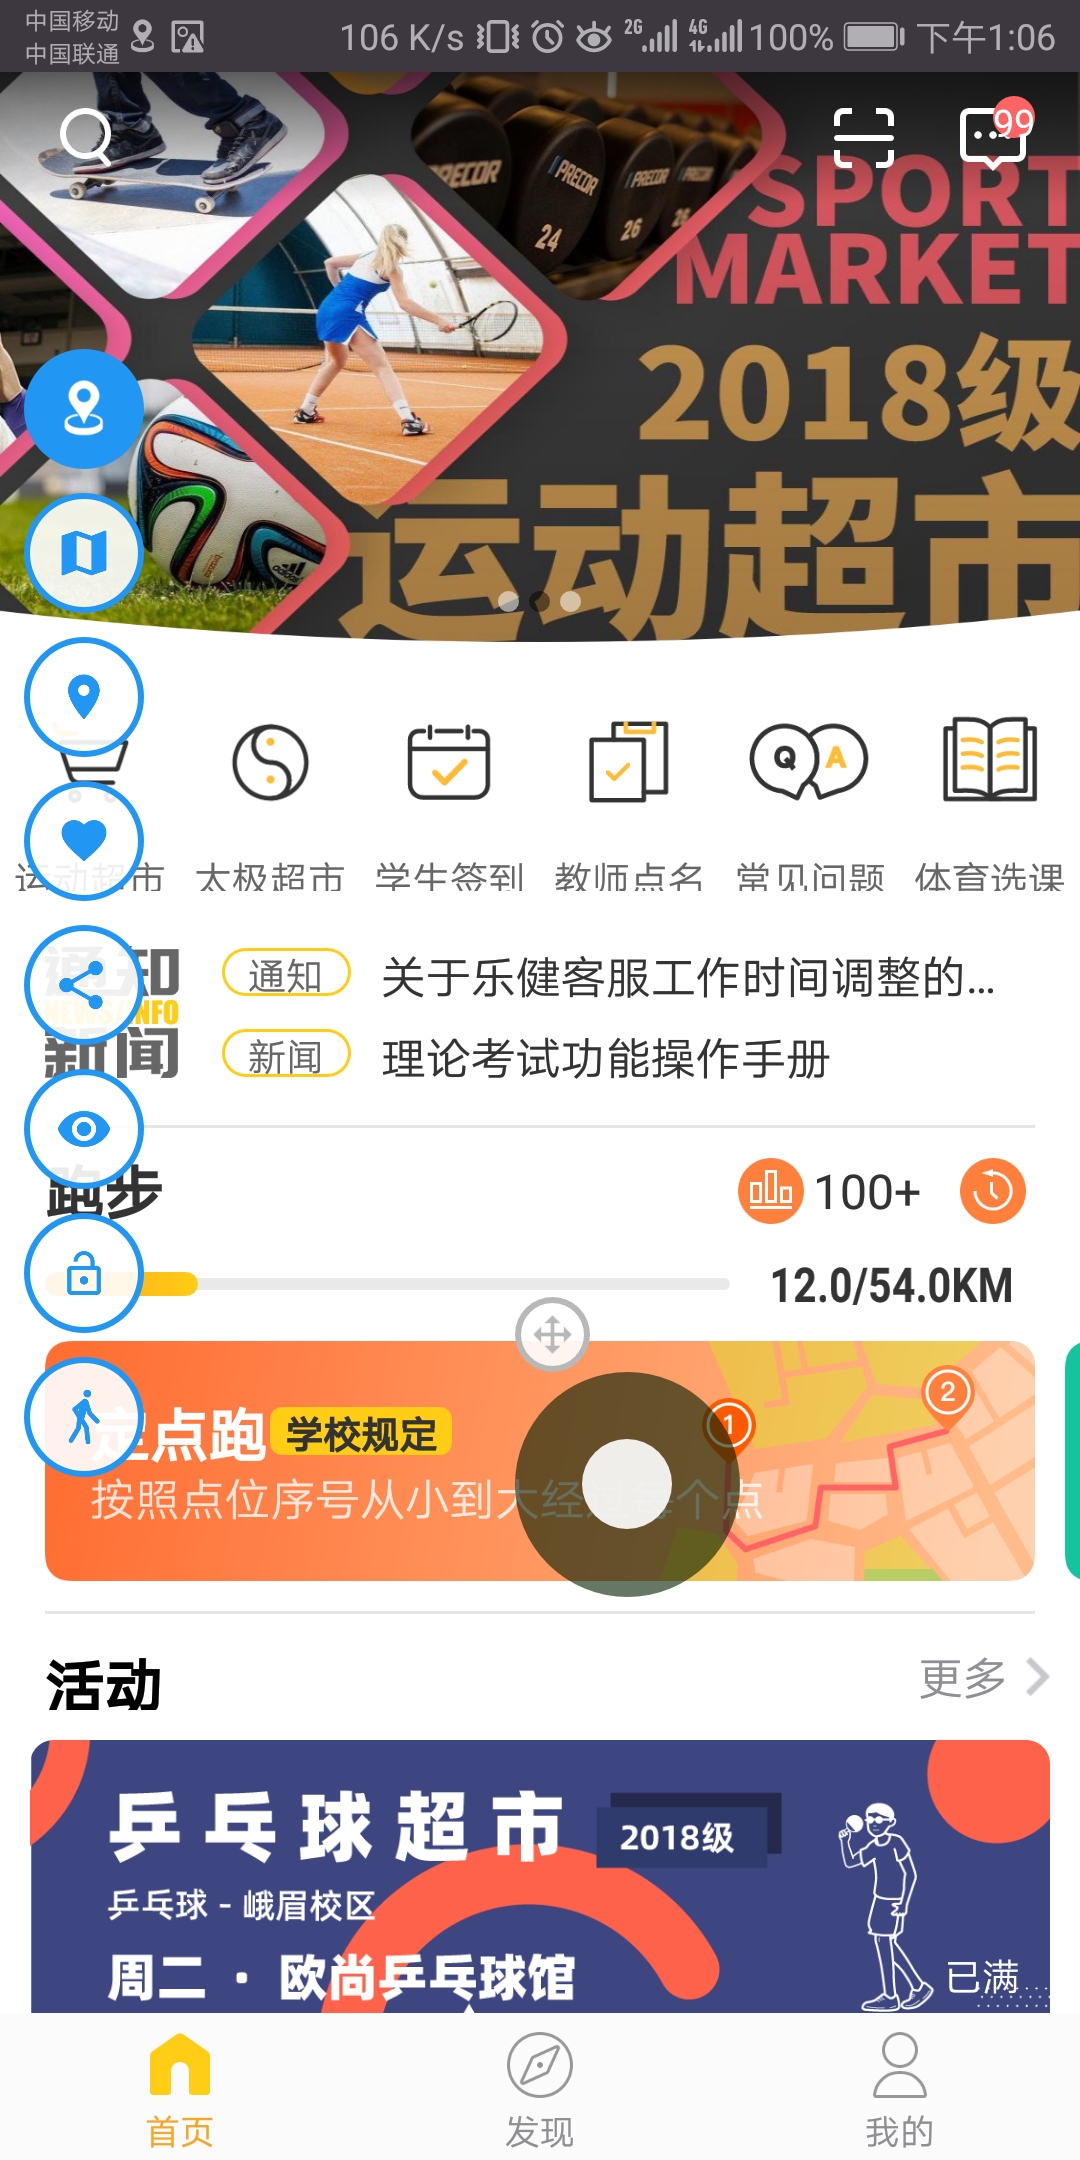 中国移动
中国联通
106 K/s
2G
4G
100%
下午1:06
99
SPORT
MARKET
PRECOR
PRECOR
PRECOR
24
26
26
2018级
运动超市
brazuca
adidas
Q
A
运动超市
太极超市
学生签到
教师点名
常见问题
体育选课
通知
NEWS/INFO
新闻
通知
关于乐健客服工作时间调整的...
新闻
理论考试功能操作手册
跑步
100+
12.0/54.0KM
定点跑
学校规定
按照点位序号从小到大经过每个点
1
2
活动
更多
乒乓球超市
2018级
乒乓球 - 峨眉校区
周二 · 欧尚乒乓球馆
已满
首页
发现
我的